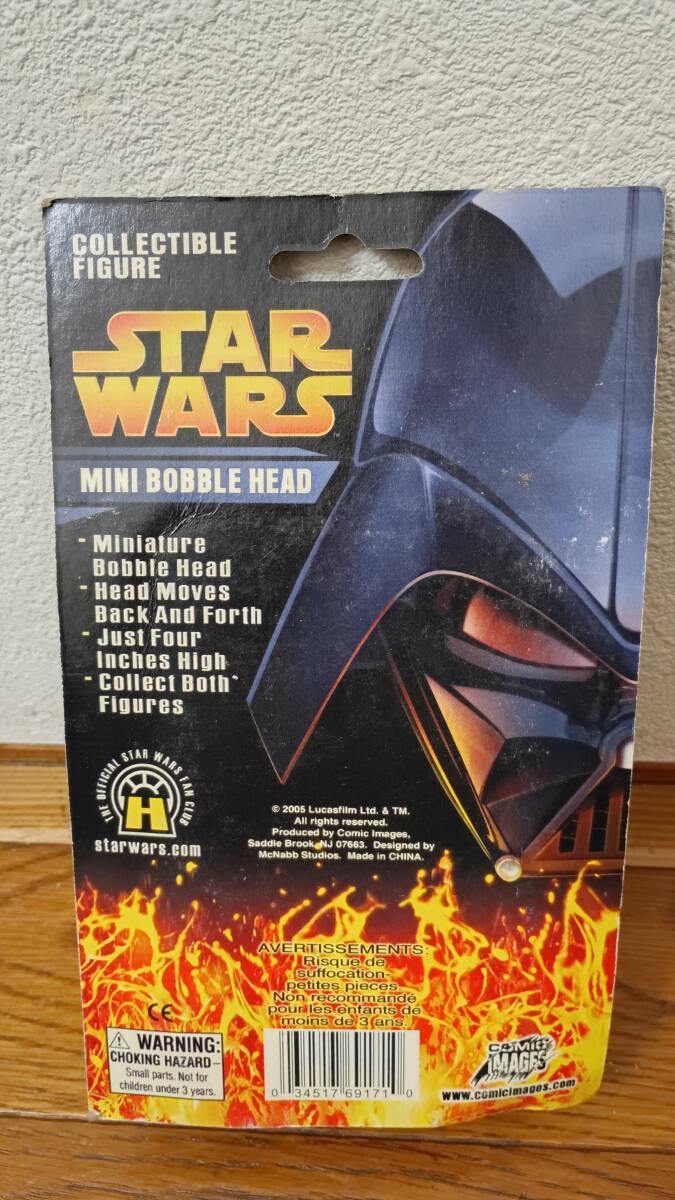 COLLECTIBLE
FIGURE
STAR
WARS
TM
MINI BOBBLE HEAD
- Miniature
Bobble Head
- Head Moves
Back And Forth
- Just Four
Inches High
- Collect Both*
Figures
THE OFFICIAL STAR WARS FAN CLUB
H
starwars.com
© 2005 Lucasfilm Ltd. & TM.
All rights reserved.
Produced by Comic Images,
Saddle Brook, NJ 07663. Designed by
McNabb Studios. Made in CHINA.
AVERTISSEMENTS:
Risque de
suffocation-
petites pieces.
Non recommandé
pour les enfants de
moins de 3 ans.
CE
WARNING:
CHOKING HAZARD-
Small parts. Not for
children under 3 years.
0 34517 69171 0
COMIC
IMAGES
www.comicimages.com